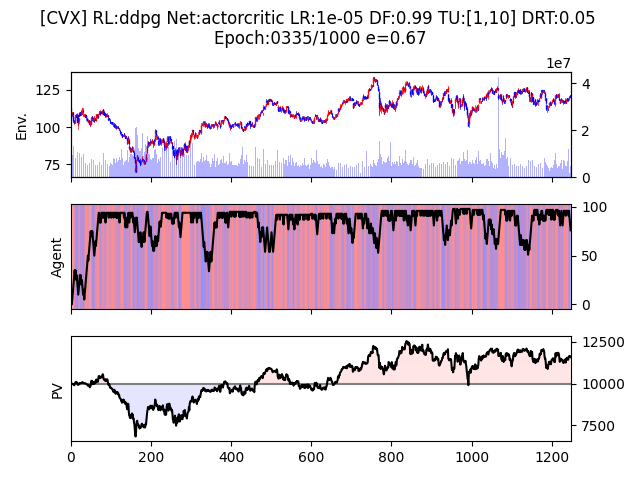 [CVX] RL:ddpg Net:actorcritic LR:1e-05 DF:0.99 TU:[1,10] DRT:0.05
Epoch:0335/1000 e=0.67
1e7
125
100
75
Env.
4
2
0
Agent
100
50
0
PV
12500
10000
7500
0 200 400 600 800 1000 1200